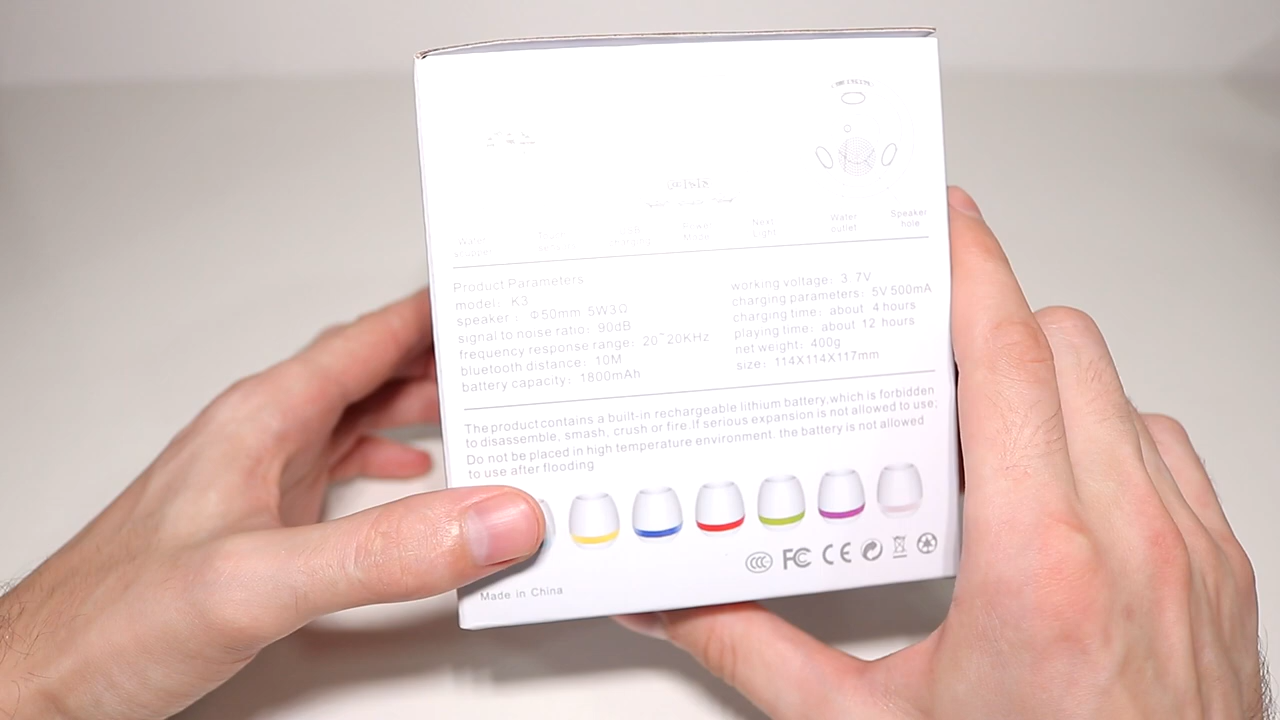 Water outlet
Speaker hole
Next Light
Product Parameters
model: K3
speaker : Φ50mm 5W3Ω
signal to noise ratio: 90dB
frequency response range: 20~20KHz
bluetooth distance: 10M
battery capacity: 1800mAh
working voltage: 3 7V
charging parameters: 5V 500mA
charging time: about 4 hours
playing time: about 12 hours
net weight: 400g
size: 114X114X117mm
The product contains a built-in rechargeable lithium battery,which is forbidden
to disassemble, smash, crush or fire.If serious expansion is not allowed to use;
Do not be placed in high temperature environment. the battery is not allowed
to use after flooding
CCC FC CE
Made in China